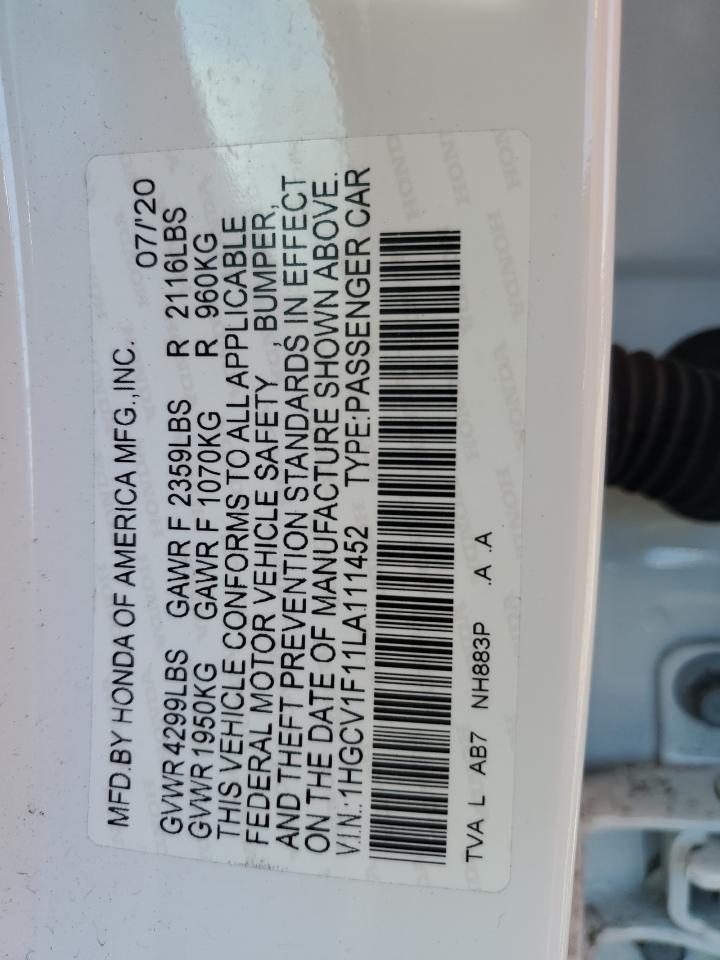 MFD.BY HONDA OF AMERICA MFG.,INC. 07/'20
GVWR 4299LBS GAWR F 2359LBS R 2116LBS
GVWR 1950KG GAWR F 1070KG R 960KG
THIS VEHICLE CONFORMS TO ALL APPLICABLE
FEDERAL MOTOR VEHICLE SAFETY , BUMPER,
AND THEFT PREVENTION STANDARDS IN EFFECT
ON THE DATE OF MANUFACTURE SHOWN ABOVE.
V.I.N.:1HGCV1F11LA111452 TYPE:PASSENGER CAR
TVA L AB7 NH883P .A .A